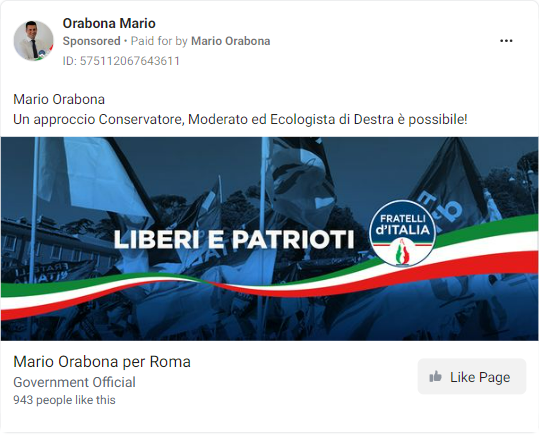 Orabona Mario
Sponsored • Paid for by Mario Orabona
ID: 575112067643611
Mario Orabona
Un approccio Conservatore, Moderato ed Ecologista di Destra è possibile!
LIBERI E PATRIOTI
FRATELLI
d'ITALIA
Mario Orabona per Roma
Government Official
943 people like this
Like Page